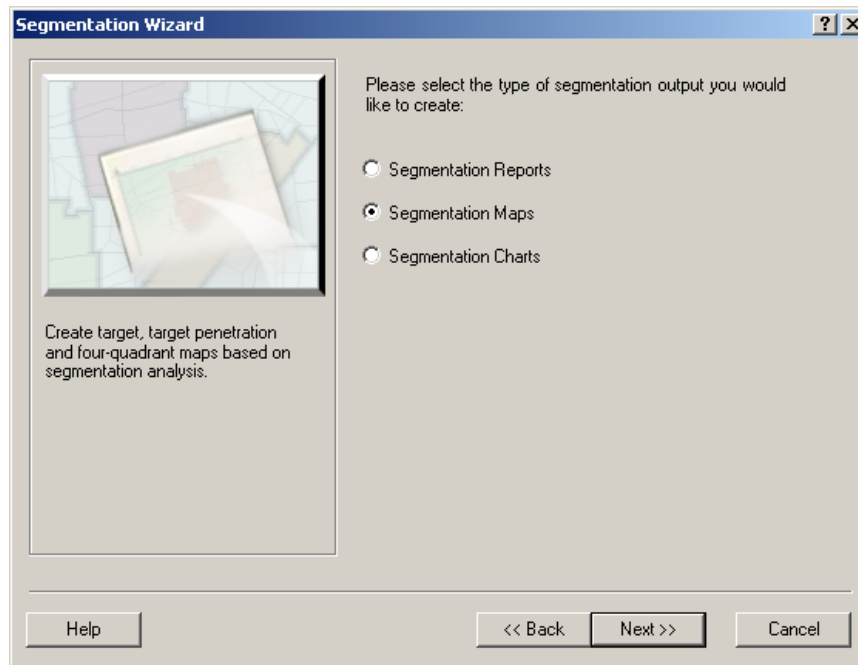 Segmentation Wizard
Please select the type of segmentation output you would
like to create:
Segmentation Reports
Segmentation Maps
Segmentation Charts
Create target, target penetration
and four-quadrant maps based on
segmentation analysis.
Help
<< Back
Next >>
Cancel